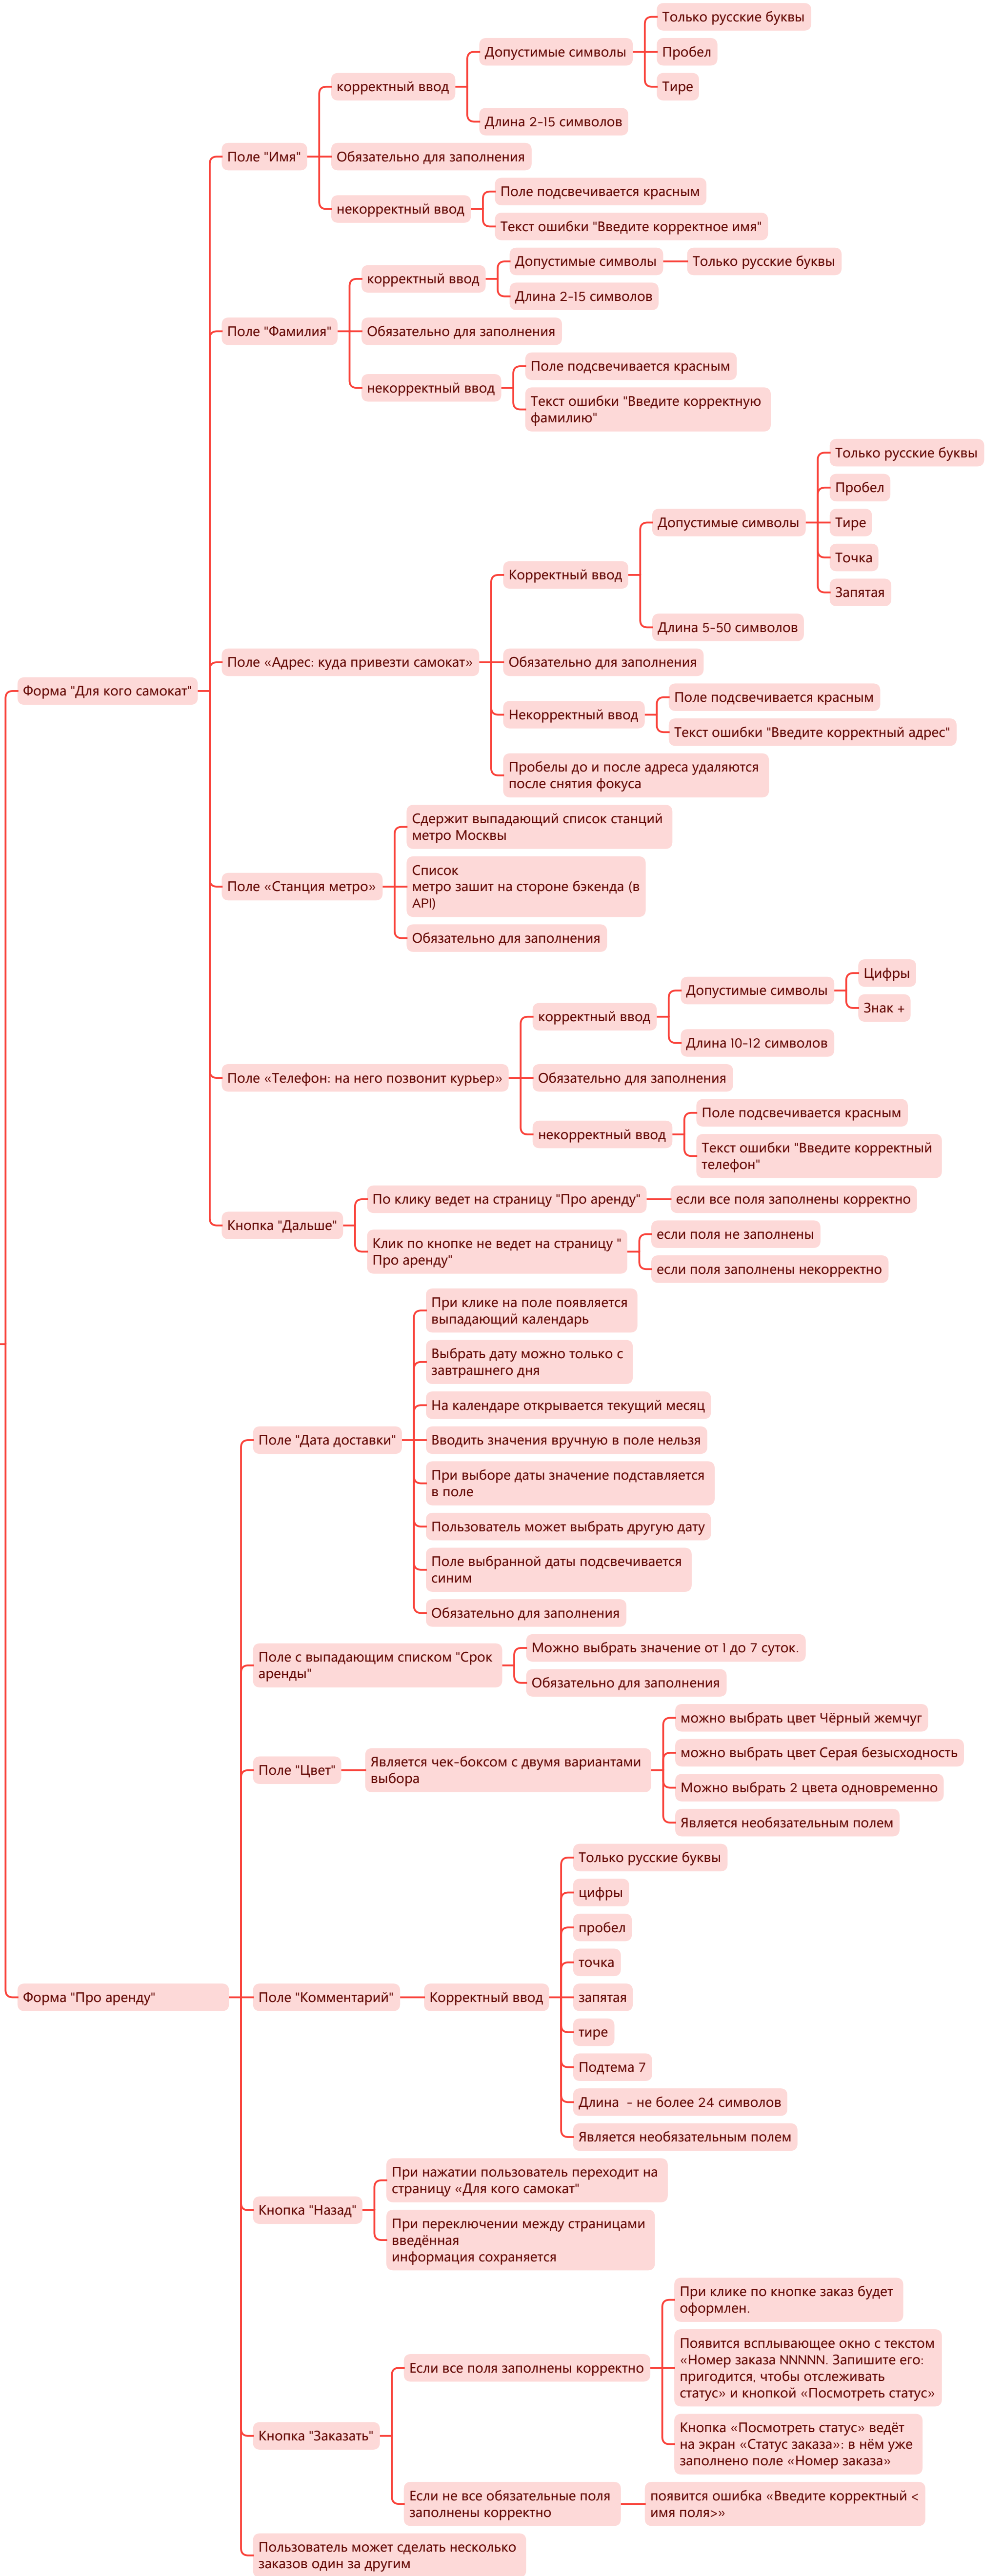 Форма "Для кого самокат"
Поле "Имя"
корректный ввод
Допустимые символы
Только русские буквы
Пробел
Тире
Длина 2-15 символов
Обязательно для заполнения
некорректный ввод
Поле подсвечивается красным
Текст ошибки "Введите корректное имя"
Поле "Фамилия"
корректный ввод
Допустимые символы
Только русские буквы
Длина 2-15 символов
Обязательно для заполнения
некорректный ввод
Поле подсвечивается красным
Текст ошибки "Введите корректную
фамилию"
Поле «Адрес: куда привезти самокат»
Корректный ввод
Допустимые символы
Только русские буквы
Пробел
Тире
Точка
Запятая
Длина 5-50 символов
Обязательно для заполнения
Некорректный ввод
Поле подсвечивается красным
Текст ошибки "Введите корректный адрес"
Пробелы до и после адреса удаляются
после снятия фокуса
Поле «Станция метро»
Сдержит выпадающий список станций
метро Москвы
Список
метро зашит на стороне бэкенда (в
API)
Обязательно для заполнения
Поле «Телефон: на него позвонит курьер»
корректный ввод
Допустимые символы
Цифры
Знак +
Длина 10-12 символов
Обязательно для заполнения
некорректный ввод
Поле подсвечивается красным
Текст ошибки "Введите корректный
телефон"
Кнопка "Дальше"
По клику ведет на страницу "Про аренду"
если все поля заполнены корректно
Клик по кнопке не ведет на страницу "
Про аренду"
если поля не заполнены
если поля заполнены некорректно
Форма "Про аренду"
Поле "Дата доставки"
При клике на поле появляется
выпадающий календарь
Выбрать дату можно только с
завтрашнего дня
На календаре открывается текущий месяц
Вводить значения вручную в поле нельзя
При выборе даты значение подставляется
в поле
Пользователь может выбрать другую дату
Поле выбранной даты подсвечивается
синим
Обязательно для заполнения
Поле с выпадающим списком "Срок
аренды"
Можно выбрать значение от 1 до 7 суток.
Обязательно для заполнения
Поле "Цвет"
Является чек-боксом с двумя вариантами
выбора
можно выбрать цвет Чёрный жемчуг
можно выбрать цвет Серая безысходность
Можно выбрать 2 цвета одновременно
Является необязательным полем
Поле "Комментарий"
Корректный ввод
Только русские буквы
цифры
пробел
точка
запятая
тире
Подтема 7
Длина  - не более 24 символов
Является необязательным полем
Кнопка "Назад"
При нажатии пользователь переходит на
страницу «Для кого самокат"
При переключении между страницами
введённая
информация сохраняется
Кнопка "Заказать"
Если все поля заполнены корректно
При клике по кнопке заказ будет
оформлен.
Появится всплывающее окно с текстом
«Номер заказа NNNNN. Запишите его:
пригодится, чтобы отслеживать
статус» и кнопкой «Посмотреть статус»
Кнопка «Посмотреть статус» ведёт
на экран «Статус заказа»: в нём уже
заполнено поле «Номер заказа»
Если не все обязательные поля
заполнены корректно
появится ошибка «Введите корректный <
имя поля>»
Пользователь может сделать несколько
заказов один за другим